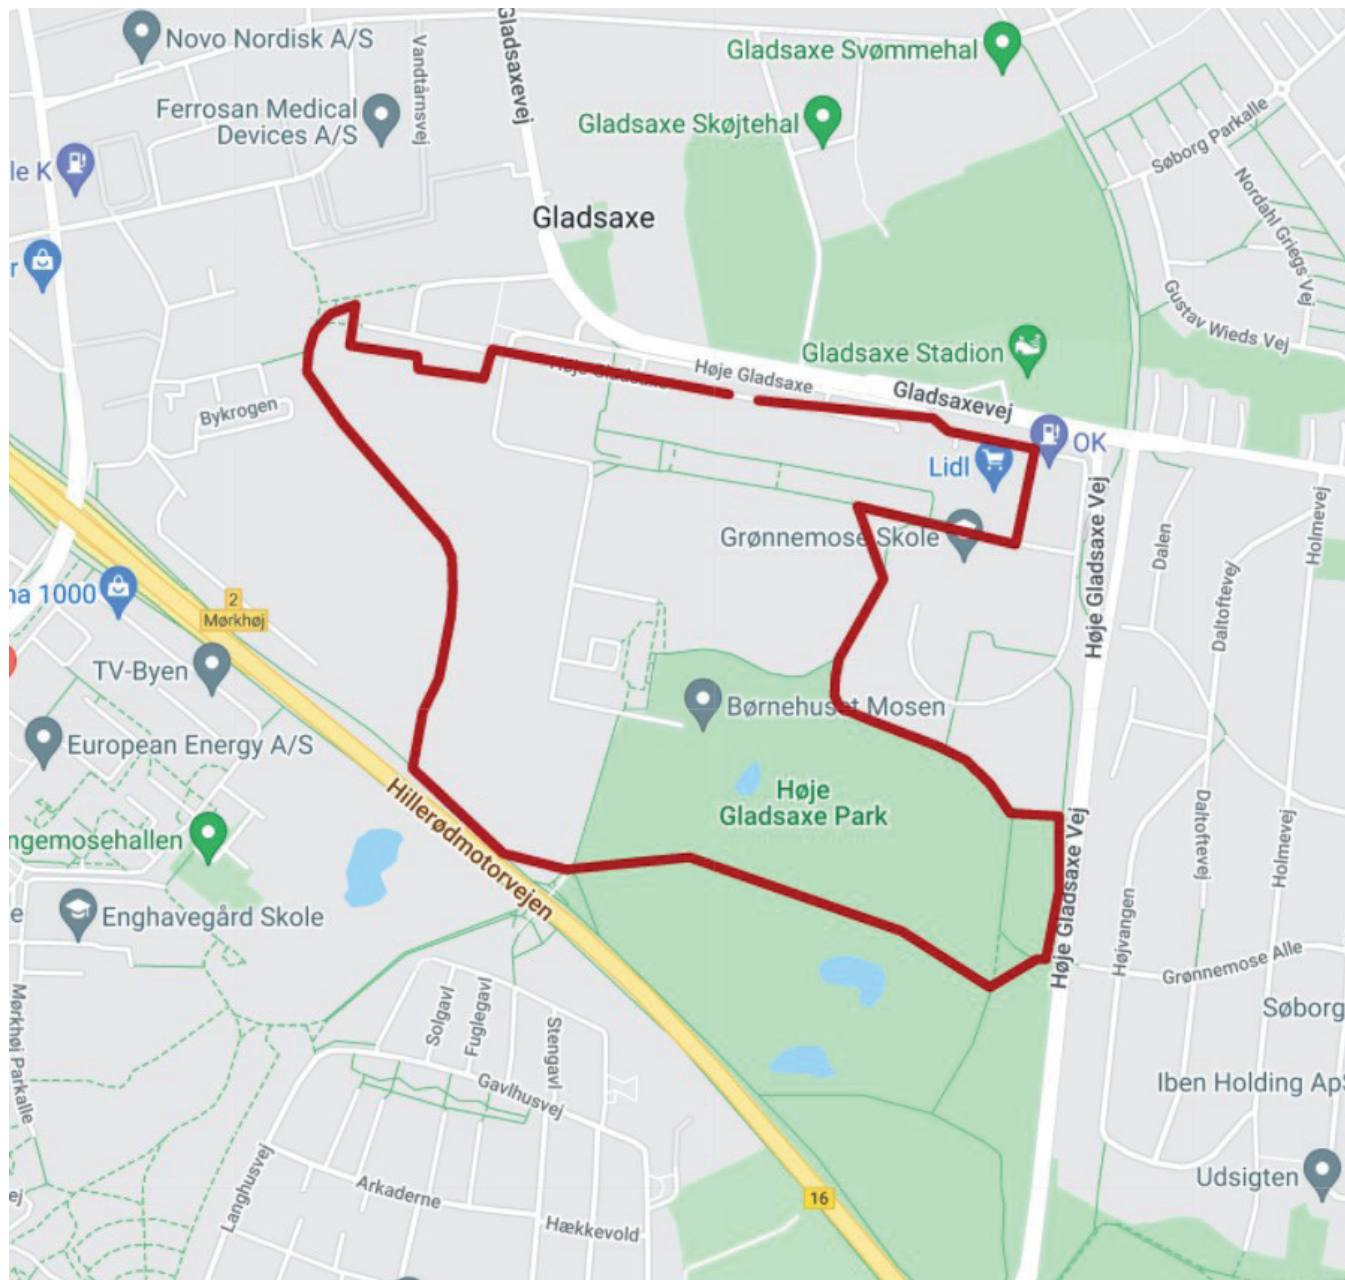 Novo Nordisk A/S
Vandtårnsvej
Gladsaxevej
Gladsaxe Svømmehal
Ferrosan Medical
Devices A/S
Gladsaxe Skøjtehal
Søborg Parkalle
le K
Nordahl Griegs Vej
Gladsaxe
r
Gustav Wieds Vej
Gladsaxe Stadion
Høje Gladsaxe
Høje Gladsaxe
Gladsaxevej
Bykrogen
OK
Lidl
Høje Gladsaxe Vej
Holmevej
Dalen
Grønnemose Skole
Daltoftevej
na 1000
2
Mørkhøj
TV-Byen
Børnehuset Mosen
European Energy A/S
Høje
Gladsaxe Park
Hillerødmotorvejen
Høje Gladsaxe Vej
Daltoftevej
Holmevej
ngemosehallen
e
Enghavegård Skole
Højvangen
Grønnemose Alle
Mørkhøj Parkalle
Solgavl
Fuglegavl
Stengavl
Søborg
Gavlhusvej
Iben Holding ApS
Langhusvej
Arkaderne
Hækkevold
16
Udsigten
ej